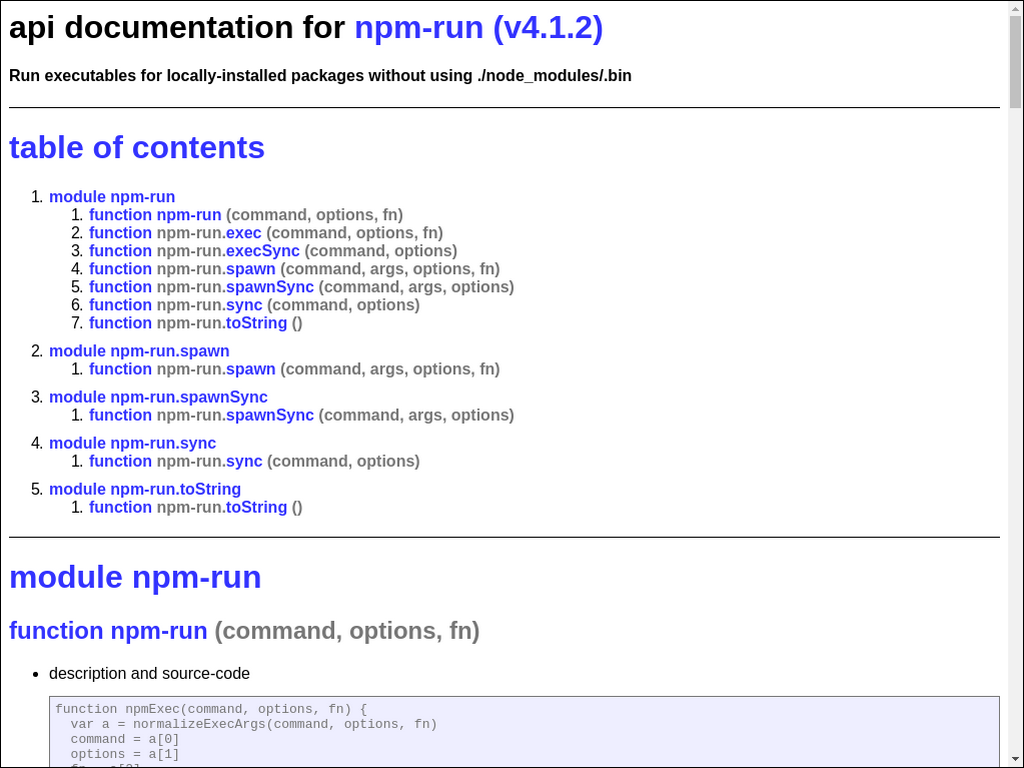 api documentation for npm-run (v4.1.2)
Run executables for locally-installed packages without using ./node_modules/.bin
table of contents
1. module npm-run
1. function npm-run (command, options, fn)
2. function npm-run.exec (command, options, fn)
3. function npm-run.execSync (command, options)
4. function npm-run.spawn (command, args, options, fn)
5. function npm-run.spawnSync (command, args, options)
6. function npm-run.sync (command, options)
7. function npm-run.toString ()
2. module npm-run.spawn
1. function npm-run.spawn (command, args, options, fn)
3. module npm-run.spawnSync
1. function npm-run.spawnSync (command, args, options)
4. module npm-run.sync
1. function npm-run.sync (command, options)
5. module npm-run.toString
1. function npm-run.toString ()
module npm-run
function npm-run (command, options, fn)
• description and source-code
function npmExec(command, options, fn) {
  var a = normalizeExecArgs(command, options, fn)
  command = a[0]
  options = a[1]